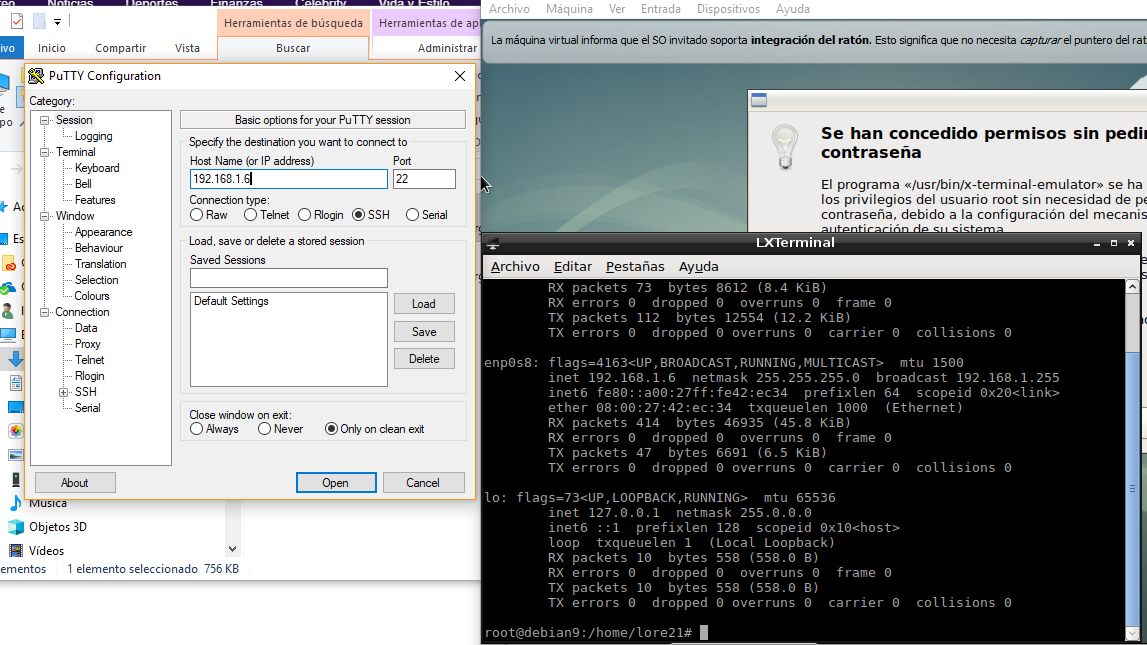 Noticias Deportes Finanzas Celebrity Vida y Estilo
Herramientas de búsqueda
Herramientas de ap
Inicio Compartir Vista Buscar Administrar
PuTTY Configuration
Category:
Session
Logging
Terminal
Keyboard
Bell
Features
Window
Appearance
Behaviour
Translation
Selection
Colours
Connection
Data
Proxy
Telnet
Rlogin
SSH
Serial
Basic options for your PuTTY session
Specify the destination you want to connect to
Host Name (or IP address) Port
192.168.1.6 22
Connection type:
Raw Telnet Rlogin SSH Serial
Load, save or delete a stored session
Saved Sessions
Default Settings
Load
Save
Delete
Close window on exit:
Always Never Only on clean exit
About Open Cancel
Música
Objetos 3D
Vídeos
ementos 1 elemento seleccionado 756 KB
Archivo Máquina Ver Entrada Dispositivos Ayuda
La máquina virtual informa que el SO invitado soporta integración del ratón. Esto significa que no necesita capturar el puntero del rat
Se han concedido permisos sin pedir
contraseña
El programa «/usr/bin/x-terminal-emulator» se ha
los privilegios del usuario root sin necesidad de pe
contraseña, debido a la configuración del mecanis
autenticación de su sistema.
LXTerminal
Archivo Editar Pestañas Ayuda
RX packets 73 bytes 8612 (8.4 KiB)
RX errors 0 dropped 0 overruns 0 frame 0
TX packets 112 bytes 12554 (12.2 KiB)
TX errors 0 dropped 0 overruns 0 carrier 0 collisions 0
enp0s8: flags=4163<UP,BROADCAST,RUNNING,MULTICAST> mtu 1500
inet 192.168.1.6 netmask 255.255.255.0 broadcast 192.168.1.255
inet6 fe80::a00:27ff:fe42:ec34 prefixlen 64 scopeid 0x20<link>
ether 08:00:27:42:ec:34 txqueuelen 1000 (Ethernet)
RX packets 414 bytes 46935 (45.8 KiB)
RX errors 0 dropped 0 overruns 0 frame 0
TX packets 47 bytes 6691 (6.5 KiB)
TX errors 0 dropped 0 overruns 0 carrier 0 collisions 0
lo: flags=73<UP,LOOPBACK,RUNNING> mtu 65536
inet 127.0.0.1 netmask 255.0.0.0
inet6 ::1 prefixlen 128 scopeid 0x10<host>
loop txqueuelen 1 (Local Loopback)
RX packets 10 bytes 558 (558.0 B)
RX errors 0 dropped 0 overruns 0 frame 0
TX packets 10 bytes 558 (558.0 B)
TX errors 0 dropped 0 overruns 0 carrier 0 collisions 0
root@debian9:/home/lore21#